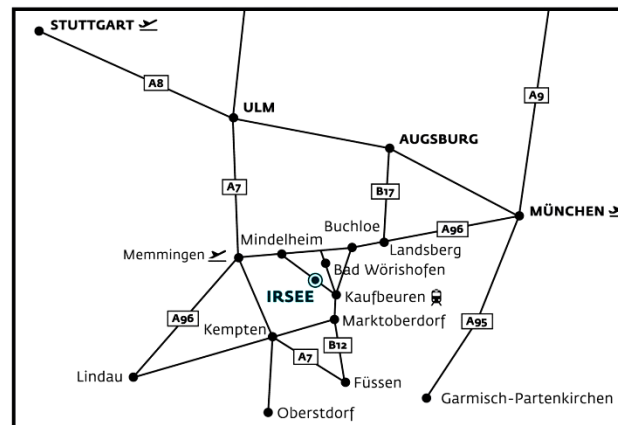 STUTTGART
A8
A9
ULM
AUGSBURG
A7
B17
MÜNCHEN
Buchloe
A96
Mindelheim
Landsberg
Memmingen
Bad Wörishofen
IRSEE
Kaufbeuren
A96
Kempten
Marktoberdorf
A95
B12
A7
Lindau
Füssen
Garmisch-Partenkirchen
Oberstdorf